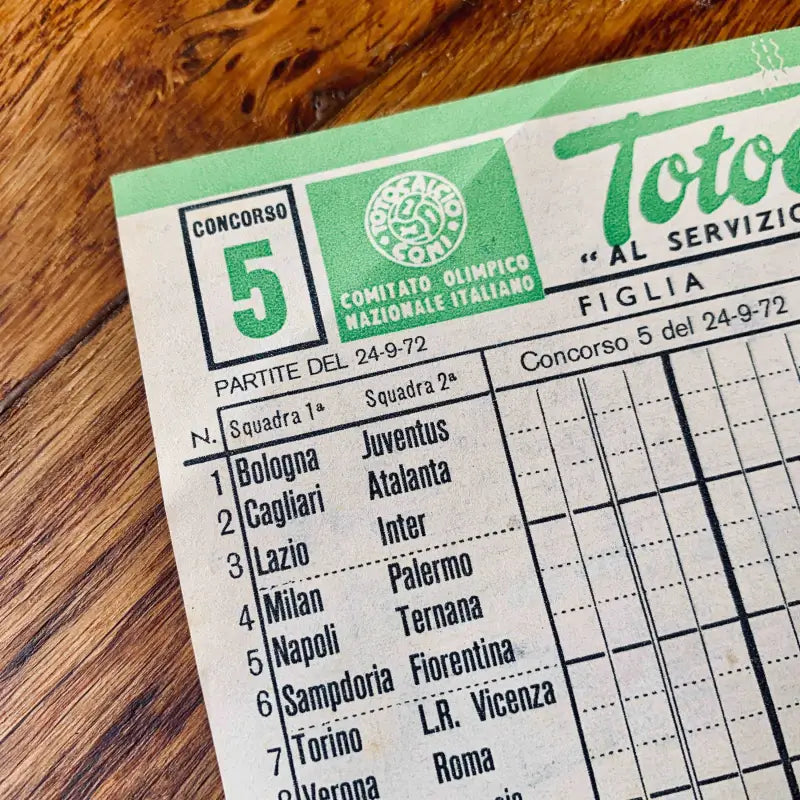 CONCORSO
5
TOTOCALCIO
CONI
COMITATO OLIMPICO
NAZIONALE ITALIANO
Totoc
“AL SERVIZIO
FIGLIA
PARTITE DEL 24-9-72
Concorso 5 del 24-9-72
N. Squadra 1ª Squadra 2ª
1 Bologna Juventus
2 Cagliari Atalanta
3 Lazio Inter
4 Milan Palermo
5 Napoli Ternana
6 Sampdoria Fiorentina
7 Torino L.R. Vicenza
8 Verona Roma